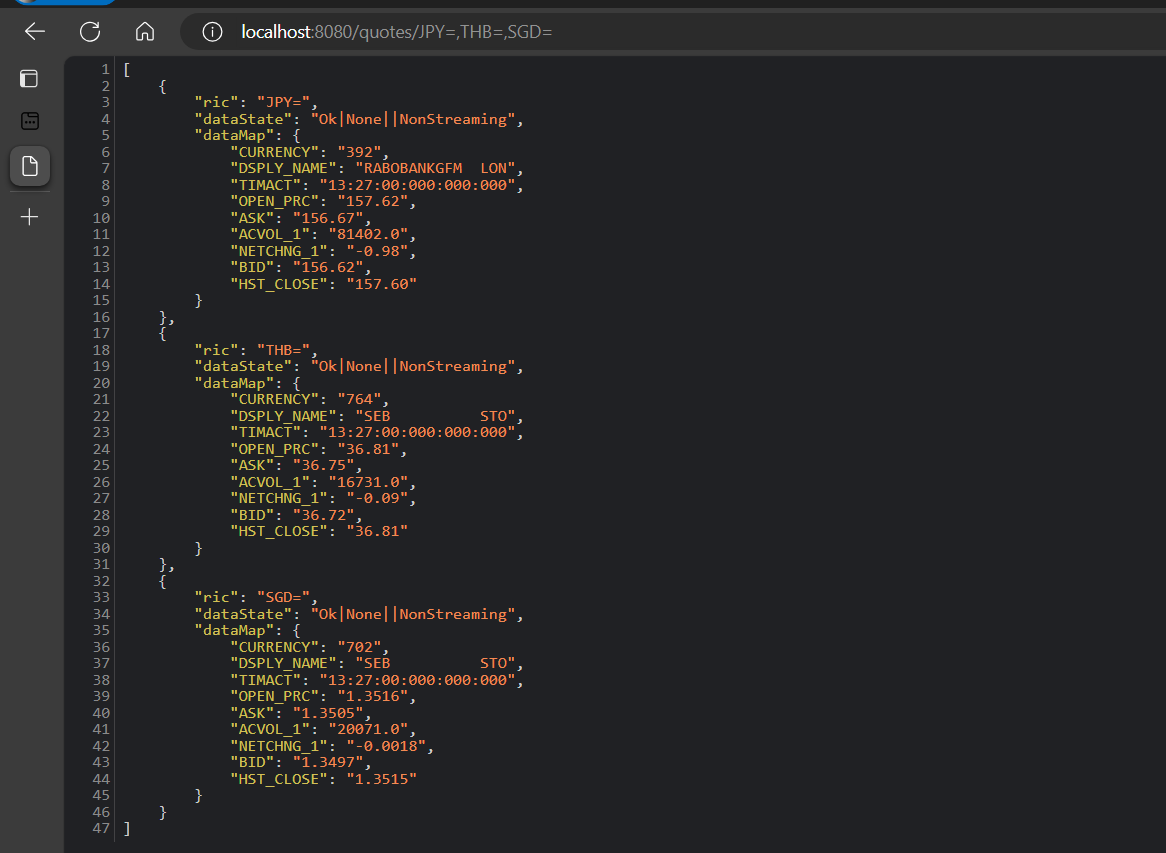 localhost:8080/quotes/JPY=,THB=,SGD=
1 [
2     {
3         "ric": "JPY=",
4         "dataState": "Ok|None||NonStreaming",
5         "dataMap": {
6             "CURRENCY": "392",
7             "DSPLY_NAME": "RABOBANKGFM  LON",
8             "TIMACT": "13:27:00:000:000:000",
9             "OPEN_PRC": "157.62",
10             "ASK": "156.67",
11             "ACVOL_1": "81402.0",
12             "NETCHNG_1": "-0.98",
13             "BID": "156.62",
14             "HST_CLOSE": "157.60"
15         }
16     },
17     {
18         "ric": "THB=",
19         "dataState": "Ok|None||NonStreaming",
20         "dataMap": {
21             "CURRENCY": "764",
22             "DSPLY_NAME": "SEB          STO",
23             "TIMACT": "13:27:00:000:000:000",
24             "OPEN_PRC": "36.81",
25             "ASK": "36.75",
26             "ACVOL_1": "16731.0",
27             "NETCHNG_1": "-0.09",
28             "BID": "36.72",
29             "HST_CLOSE": "36.81"
30         }
31     },
32     {
33         "ric": "SGD=",
34         "dataState": "Ok|None||NonStreaming",
35         "dataMap": {
36             "CURRENCY": "702",
37             "DSPLY_NAME": "SEB          STO",
38             "TIMACT": "13:27:00:000:000:000",
39             "OPEN_PRC": "1.3516",
40             "ASK": "1.3505",
41             "ACVOL_1": "20071.0",
42             "NETCHNG_1": "-0.0018",
43             "BID": "1.3497",
44             "HST_CLOSE": "1.3515"
45         }
46     }
47 ]